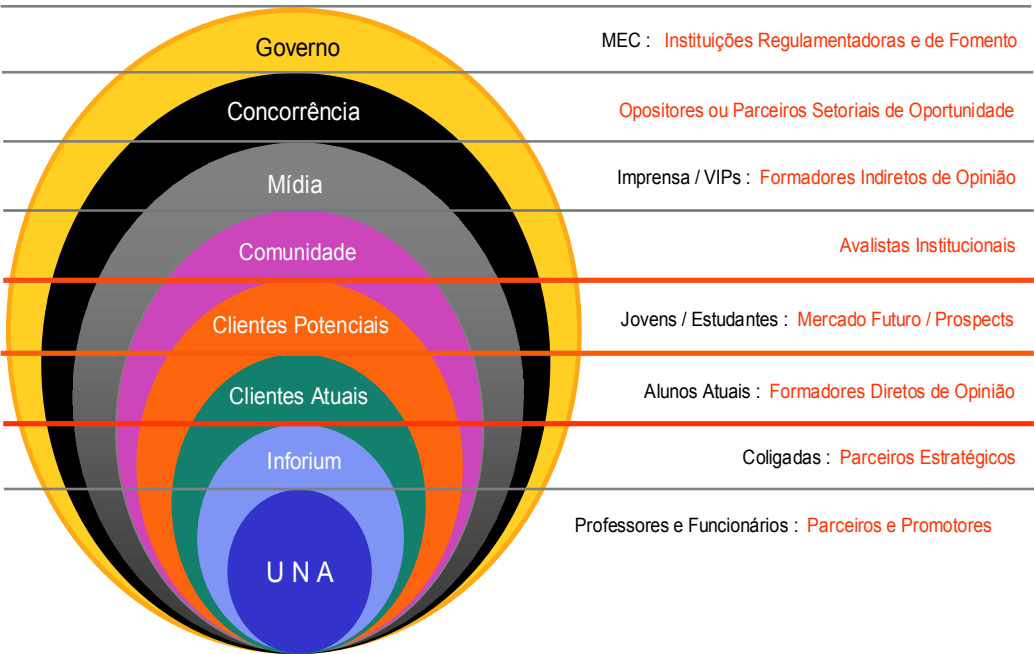 Governo
MEC : Instituições Regulamentadoras e de Fomento
Concorrência
Opositores ou Parceiros Setoriais de Oportunidade
Mídia
Imprensa / VIPs : Formadores Indiretos de Opinião
Comunidade
Avalistas Institucionais
Clientes Potenciais
Jovens / Estudantes : Mercado Futuro / Prospects
Clientes Atuais
Alunos Atuais : Formadores Diretos de Opinião
Inforium
Coligadas : Parceiros Estratégicos
Professores e Funcionários : Parceiros e Promotores
U N A